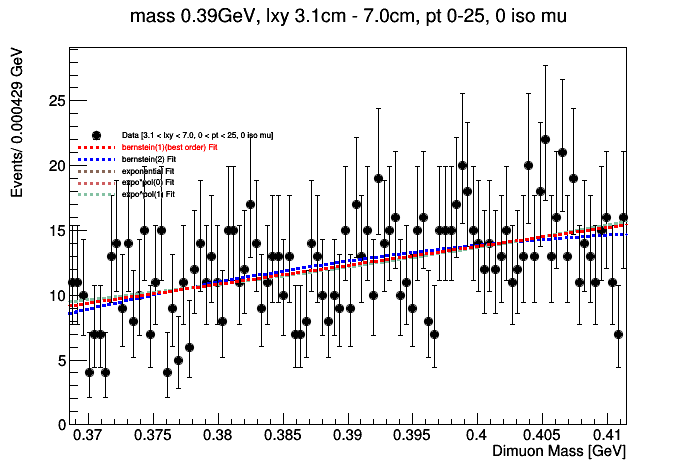 mass 0.39GeV, lxy 3.1cm - 7.0cm, pt 0-25, 0 iso mu
Events/ 0.000429 GeV
25
20
15
10
5
0
Data [3.1 < lxy < 7.0, 0 < pt < 25, 0 iso mu]
bernstein(1)(best order) Fit
bernstein(2) Fit
exponential Fit
expo*pol(0) Fit
expo*pol(1) Fit
0.37 0.375 0.38 0.385 0.39 0.395 0.4 0.405 0.41
Dimuon Mass [GeV]